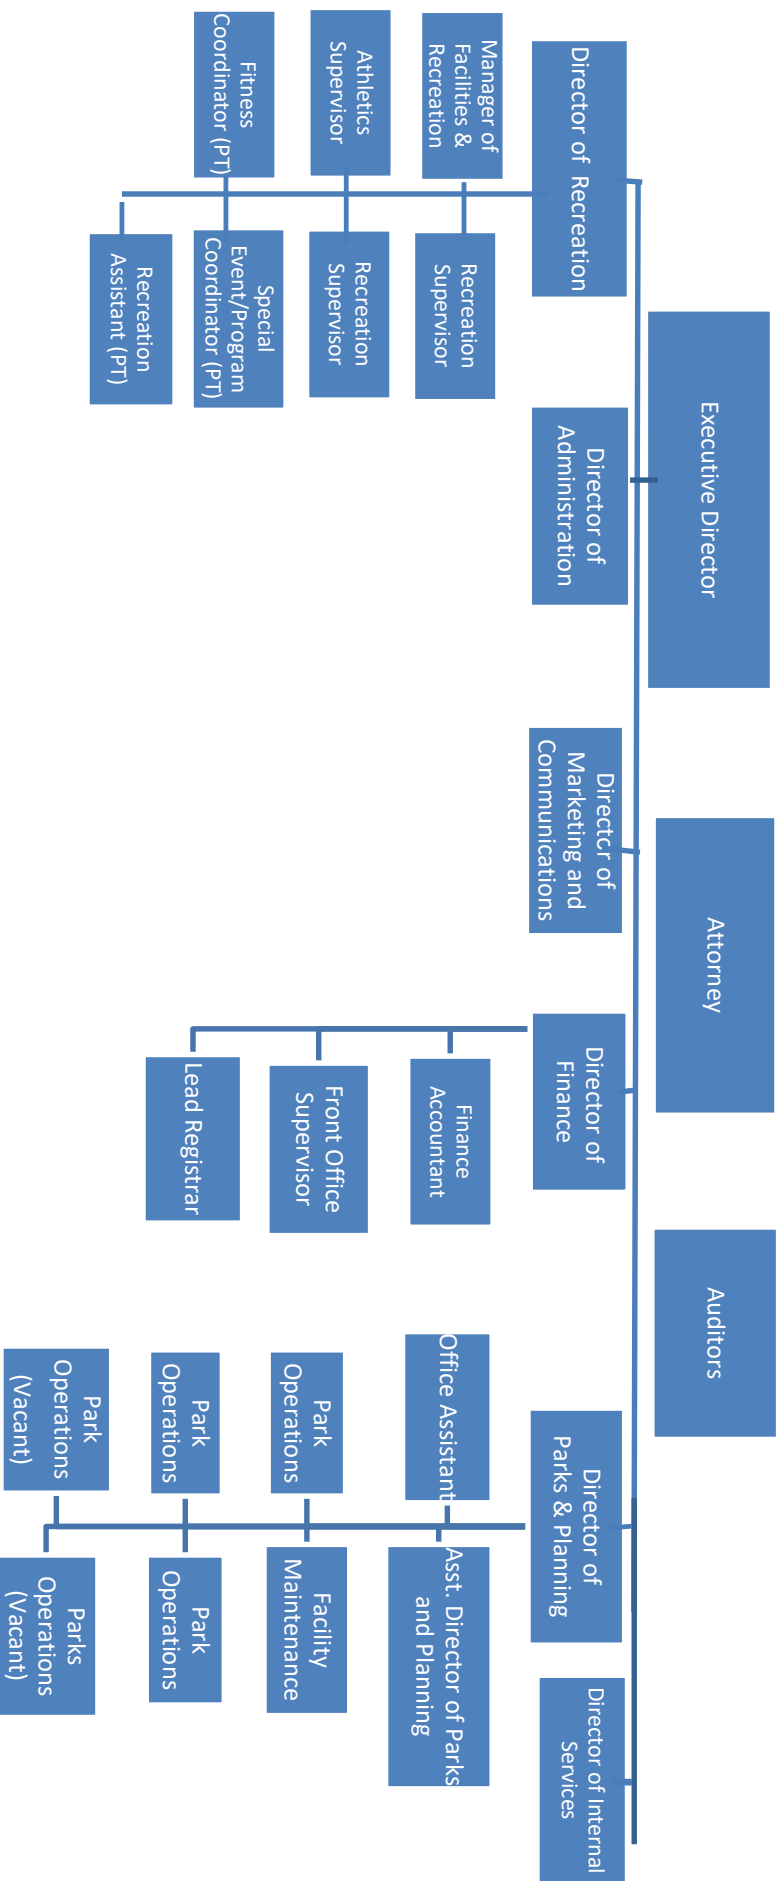 Executive Director
Attorney
Auditors
Director of Recreation
Director of
Administration
Directcr of
Marketing and
Communications
Director of
Finance
Director of
Parks & Planning
Director of Internal
Services
Manager of
Facilities &
Recreation
Recreation
Supervisor
Athletics
Supervisor
Recreation
Supervisor
Fitness
Coordinator (PT)
Special
Event/Program
Coordinator (PT)
Recreation
Assistant (PT)
Finance
Accountant
Front Office
Supervisor
Lead Registrar
Office Assistant
Asst. Director of Parks
and Planning
Park
Operations
Facility
Maintenance
Park
Operations
Park
Operations
Park
Operations
(Vacant)
Parks
Operations
(Vacant)